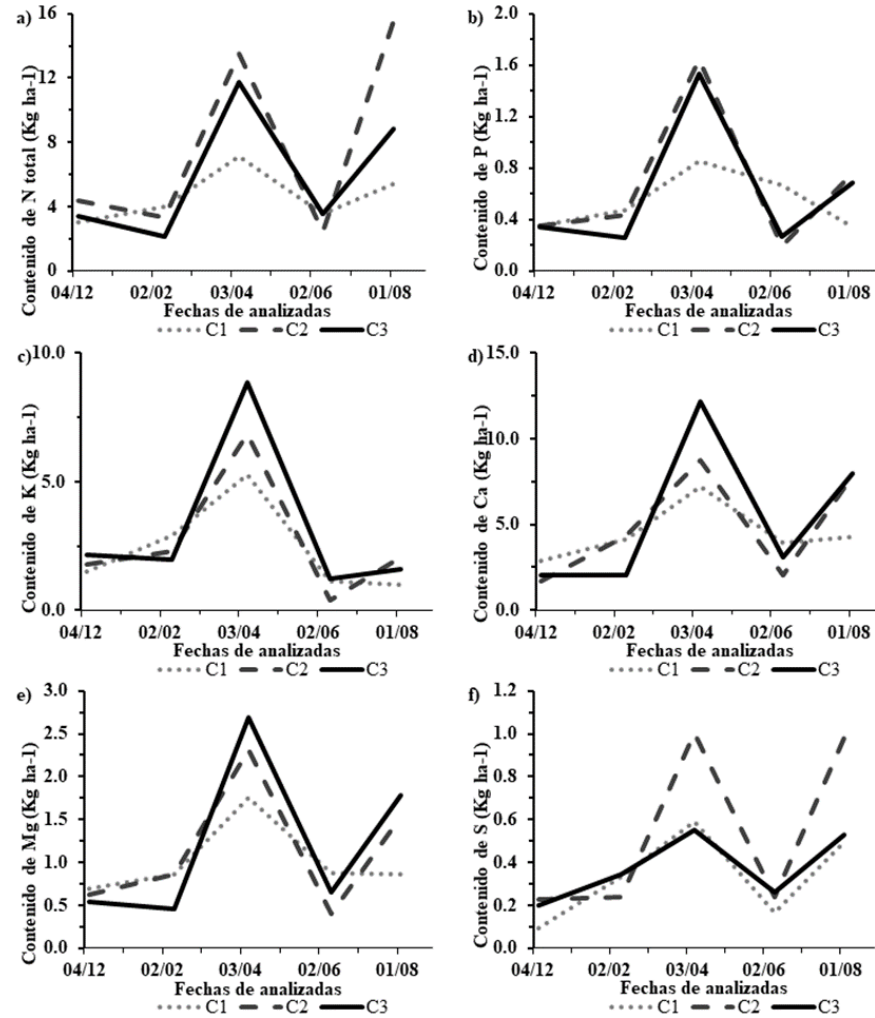 a)
Contenido de N total (Kg ha-1)
16
12
8
4
0
04/12 02/02 03/04 02/06 01/08
Fechas de analizadas
C1 C2 C3
b)
Contenido de P (Kg ha-1)
2.0
1.6
1.2
0.8
0.4
0.0
04/12 02/02 03/04 02/06 01/08
Fechas de analizadas
C1 C2 C3
c)
Contenido de K (Kg ha-1)
10.0
5.0
0.0
04/12 02/02 03/04 02/06 01/08
Fechas de analizadas
C1 C2 C3
d)
Contenido de Ca (Kg ha-1)
15.0
10.0
5.0
0.0
04/12 02/02 03/04 02/06 01/08
Fechas de analizadas
C1 C2 C3
e)
Contenido de Mg (Kg ha-1)
3.0
2.5
2.0
1.5
1.0
0.5
0.0
04/12 02/02 03/04 02/06 01/08
Fechas de analizadas
C1 C2 C3
f)
Contenido de S (Kg ha-1)
1.2
1.0
0.8
0.6
0.4
0.2
0.0
04/12 02/02 03/04 02/06 01/08
Fechas de analizadas
C1 C2 C3